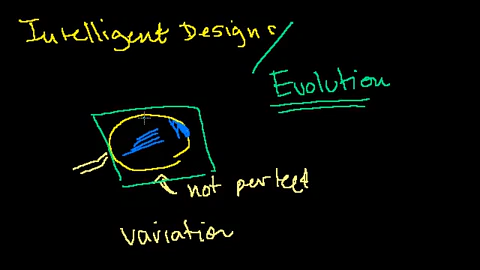 Intelligent Design
Evolution
not perfect
variation